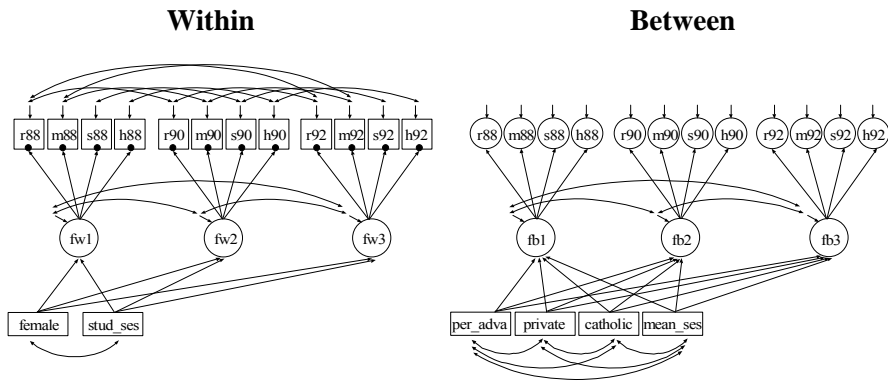 Within
Between
r88 m88 s88 h88 r90 m90 s90 h90 r92 m92 s92 h92
r88 m88 s88 h88 r90 m90 s90 h90 r92 m92 s92 h92
fw1 fw2 fw3
fb1 fb2 fb3
female stud_ses
per_adva private catholic mean_ses